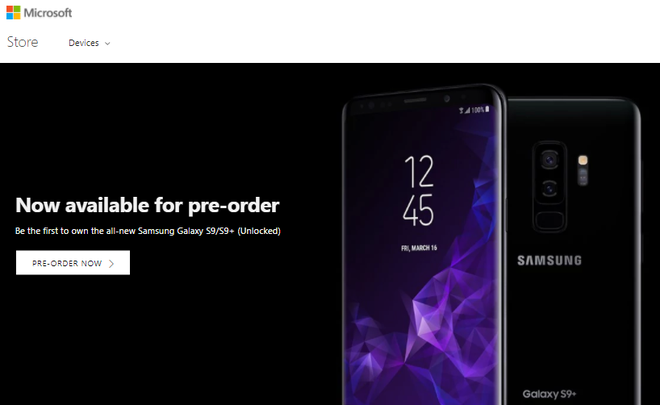 Microsoft
Store
Devices
Now available for pre-order
Be the first to own the all-new Samsung Galaxy S9/S9+ (Unlocked)
PRE-ORDER NOW
100%
12
45
FRI, MARCH 16
SAMSUNG
Galaxy S9+